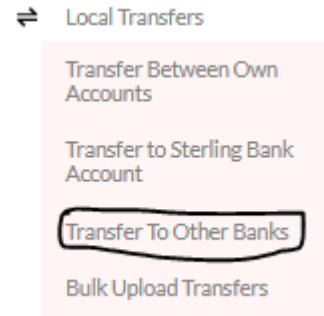 Local Transfers
Transfer Between Own
Accounts
Transfer to Sterling Bank
Account
Transfer To Other Banks
Bulk Upload Transfers